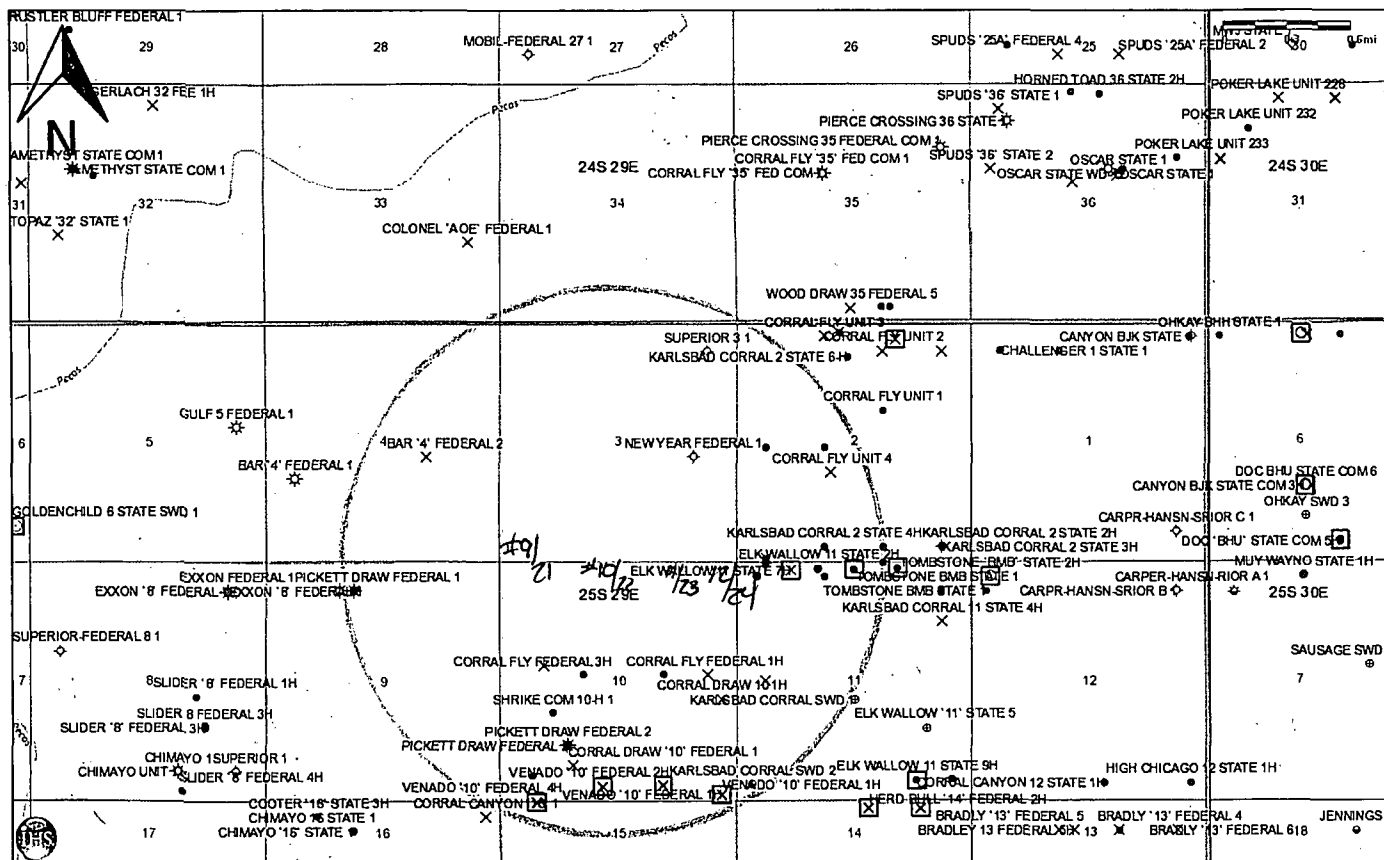 RUSTLER BLUFF FEDERAL 1
30
29
28
MOBIL-FEDERAL 27 1
27
Pecos
26
SPUDS '25A' FEDERAL 4
25
SPUDS '25A' FEDERAL 2
30
0.5mi
GERLACH 32 FEE 1H
HORNED TOAD 36 STATE 2H
SPUDS '36' STATE 1
POKER LAKE UNIT 228
Pecos
N
PIERCE CROSSING 36 STATE
POKER LAKE UNIT 232
PIERCE CROSSING 35 FEDERAL COM 1
SPUDS '36' STATE 2
POKER LAKE UNIT 233
AMETHYST STATE COM 1
AMETHYST STATE COM 1
24S 29E
CORRAL FLY '35' FED COM 1
CORRAL FLY '35' FED COM
OSCAR STATE 1
OSCAR STATE WD
OSCAR STATE 1
24S 30E
31
32
33
34
35
36
31
TOPAZ '32' STATE 1
COLONEL 'AOE' FEDERAL 1
WOOD DRAW 35 FEDERAL 5
CORRAL FLY UNIT 3
CORRAL FLY UNIT 2
OHKAY BHH STATE 1
SUPERIOR 3 1
CANYON BJK STATE
KARLSBAD CORRAL 2 STATE 6H
CHALLENGER 1 STATE 1
Pecos
CORRAL FLY UNIT 1
GULF 5 FEDERAL 1
6
5
4
BAR '4' FEDERAL 2
3
NEW YEAR FEDERAL 1
2
1
6
BAR '4' FEDERAL 1
CORRAL FLY UNIT 4
DOC BHU STATE COM 6
CANYON BJK STATE COM 3
OHKAY SWD 3
GOLDENCHILD 6 STATE SWD 1
CARPR-HANSN-SRIOR C 1
KARLSBAD CORRAL 2 STATE 4H
KARLSBAD CORRAL 2 STATE 2H
DOC 'BHU' STATE COM 5
#9/21
KARLSBAD CORRAL 2 STATE 3H
ELK WALLOW 11 STATE 2H
MUY WAYNO STATE 1H
#10/22
/23
12/24
TOMBSTONE 'BMB' STATE 2H
EXXON FEDERAL 1
PICKETT DRAW FEDERAL 1
TOMBSTONE BMB STATE 1
CARPER-HANSN-RIOR A 1
EXXON '8' FEDERAL
EXXON '8' FEDERAL
25S 29E
TOMBSTONE BMB STATE 1
CARPR-HANSN-SRIOR B
25S 30E
KARLSBAD CORRAL 11 STATE 4H
SUPERIOR-FEDERAL 8 1
SAUSAGE SWD
CORRAL FLY FEDERAL 3H
CORRAL FLY FEDERAL 1H
7
8
SLIDER '8' FEDERAL 1H
9
10
CORRAL DRAW 10 1H
11
12
7
SHRIKE COM 10-H 1
KARLSBAD CORRAL SWD
SLIDER 8 FEDERAL 3H
SLIDER '8' FEDERAL 3H
ELK WALLOW '11' STATE 5
PICKETT DRAW FEDERAL 2
PICKETT DRAW FEDERAL
CORRAL DRAW '10' FEDERAL 1
CHIMAYO 1
SUPERIOR 1
CHIMAYO UNIT
SLIDER '8' FEDERAL 4H
VENADO '10' FEDERAL 2H
KARLSBAD CORRAL SWD 2
ELK WALLOW 11 STATE 9H
HIGH CHICAGO 12 STATE 1H
VENADO '10' FEDERAL 4H
VENADO '10' FEDERAL 1H
CORRAL CANYON 12 STATE 1H
VENADO '10' FEDERAL 1H
COOTER '16' STATE 3H
CORRAL CANYON
1
HERD BULL '14' FEDERAL 2H
CHIMAYO 16 STATE 1
BRADLY '13' FEDERAL 5
BRADLY '13' FEDERAL 4
JENNINGS
IHS
17
CHIMAYO '16' STATE
16
15
14
BRADLEY 13 FEDERAL
13
BRADLY '13' FEDERAL 6
18